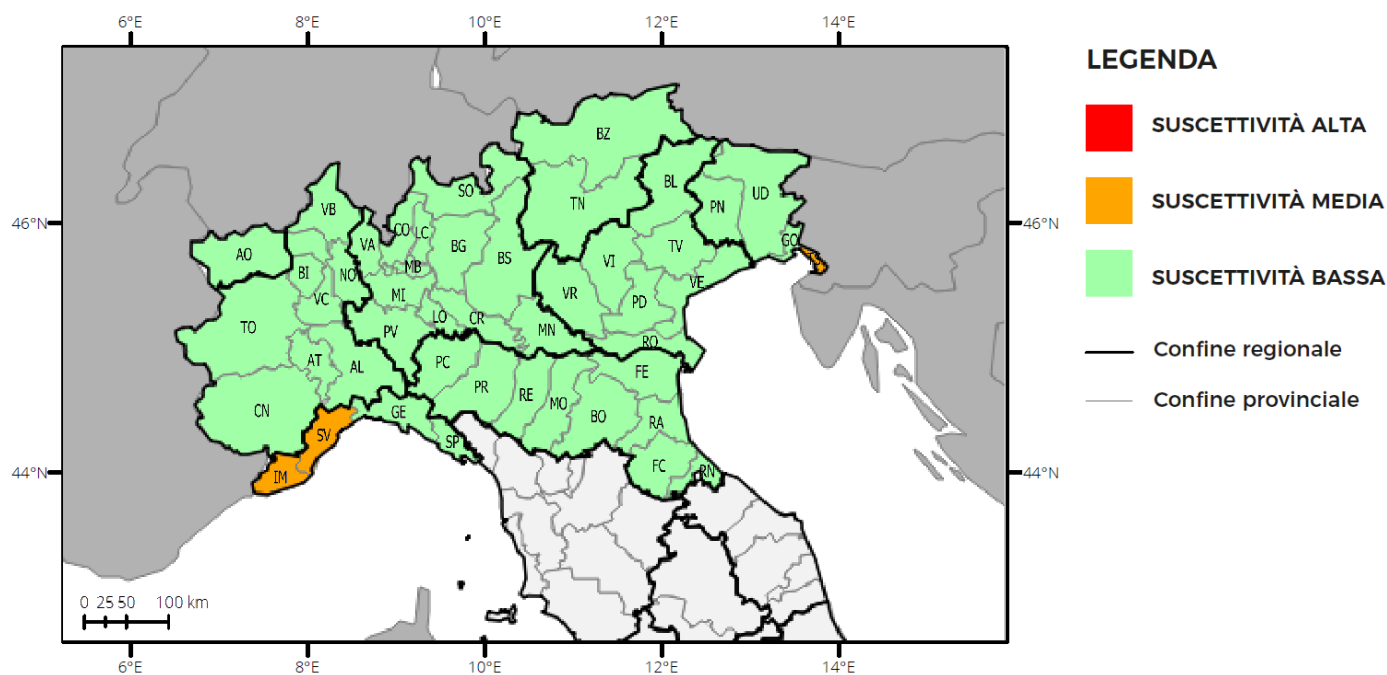 6°E 8°E 10°E 12°E 14°E
LEGENDA
SUSCETTIVITÀ ALTA
SUSCETTIVITÀ MEDIA
SUSCETTIVITÀ BASSA
Confine regionale
Confine provinciale
46°N 46°N
44°N 44°N
BZ
SO
BL
UD
VB
TN
PN
CO
LC
VA
BG
TV
GO
AO
BS
VI
BI
NO
MB
VE
VC
MI
VR
PD
TO
LO
CR
PV
MN
RO
AT
AL
PC
FE
PR
RE
MO
CN
GE
BO
RA
SV
SP
FC
RN
IM
0 25 50 100 km
6°E 8°E 10°E 12°E 14°E